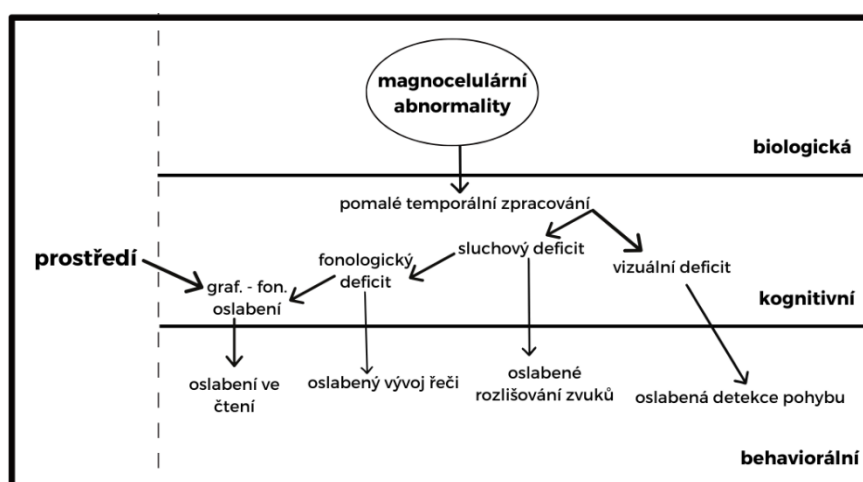 magnocelulární
abnormality
biologická
pomalé temporální zpracování
sluchový deficit
prostředí
fonologický
deficit
vizuální deficit
graf. - fon.
oslabení
kognitivní
oslabení ve
čtení
oslabený vývoj řeči
oslabené
rozlišování zvuků
oslabená detekce pohybu
behaviorální